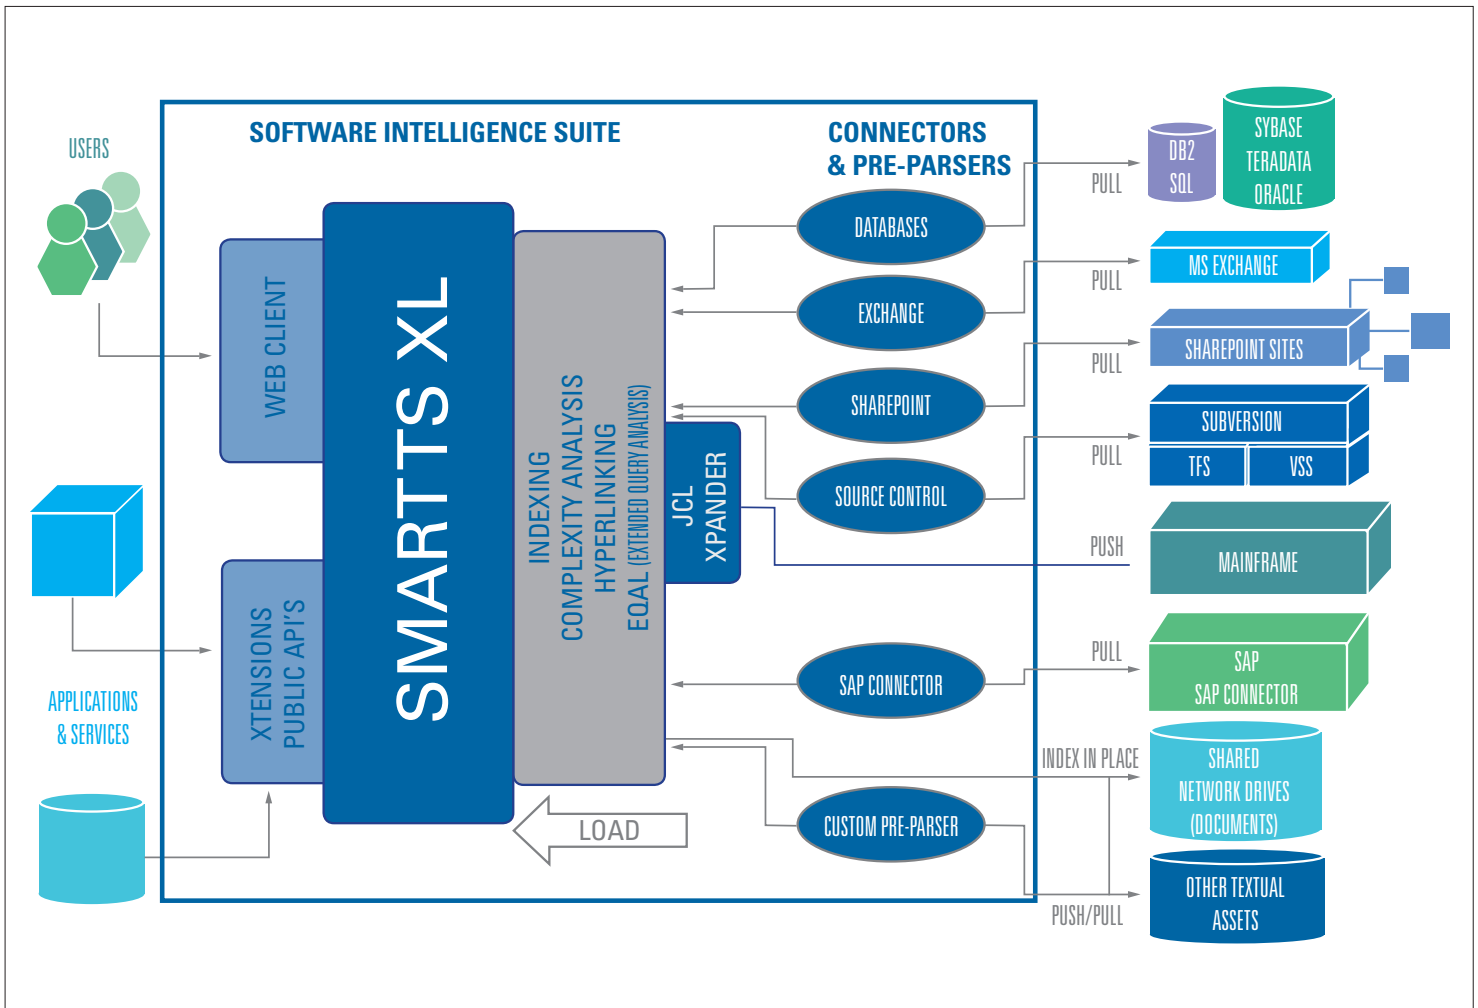 SOFTWARE INTELLIGENCE SUITE
CONNECTORS
& PRE-PARSERS
USERS
WEB CLIENT
XTENSIONS
PUBLIC API'S
APPLICATIONS
& SERVICES
SMARTTS XL
INDEXING
COMPLEXITY ANALYSIS
HYPERLINKING
EQAL (EXTENDED QUERY ANALYSIS)
JCL
XPANDER
LOAD
DATABASES
EXCHANGE
SHAREPOINT
SOURCE CONTROL
SAP CONNECTOR
CUSTOM PRE-PARSER
PULL
DB2
SQL
SYBASE
TERADATA
ORACLE
PULL
MS EXCHANGE
PULL
SHAREPOINT SITES
PULL
SUBVERSION
TFS
VSS
PUSH
MAINFRAME
PULL
SAP
SAP CONNECTOR
INDEX IN PLACE
SHARED
NETWORK DRIVES
(DOCUMENTS)
PUSH/PULL
OTHER TEXTUAL
ASSETS